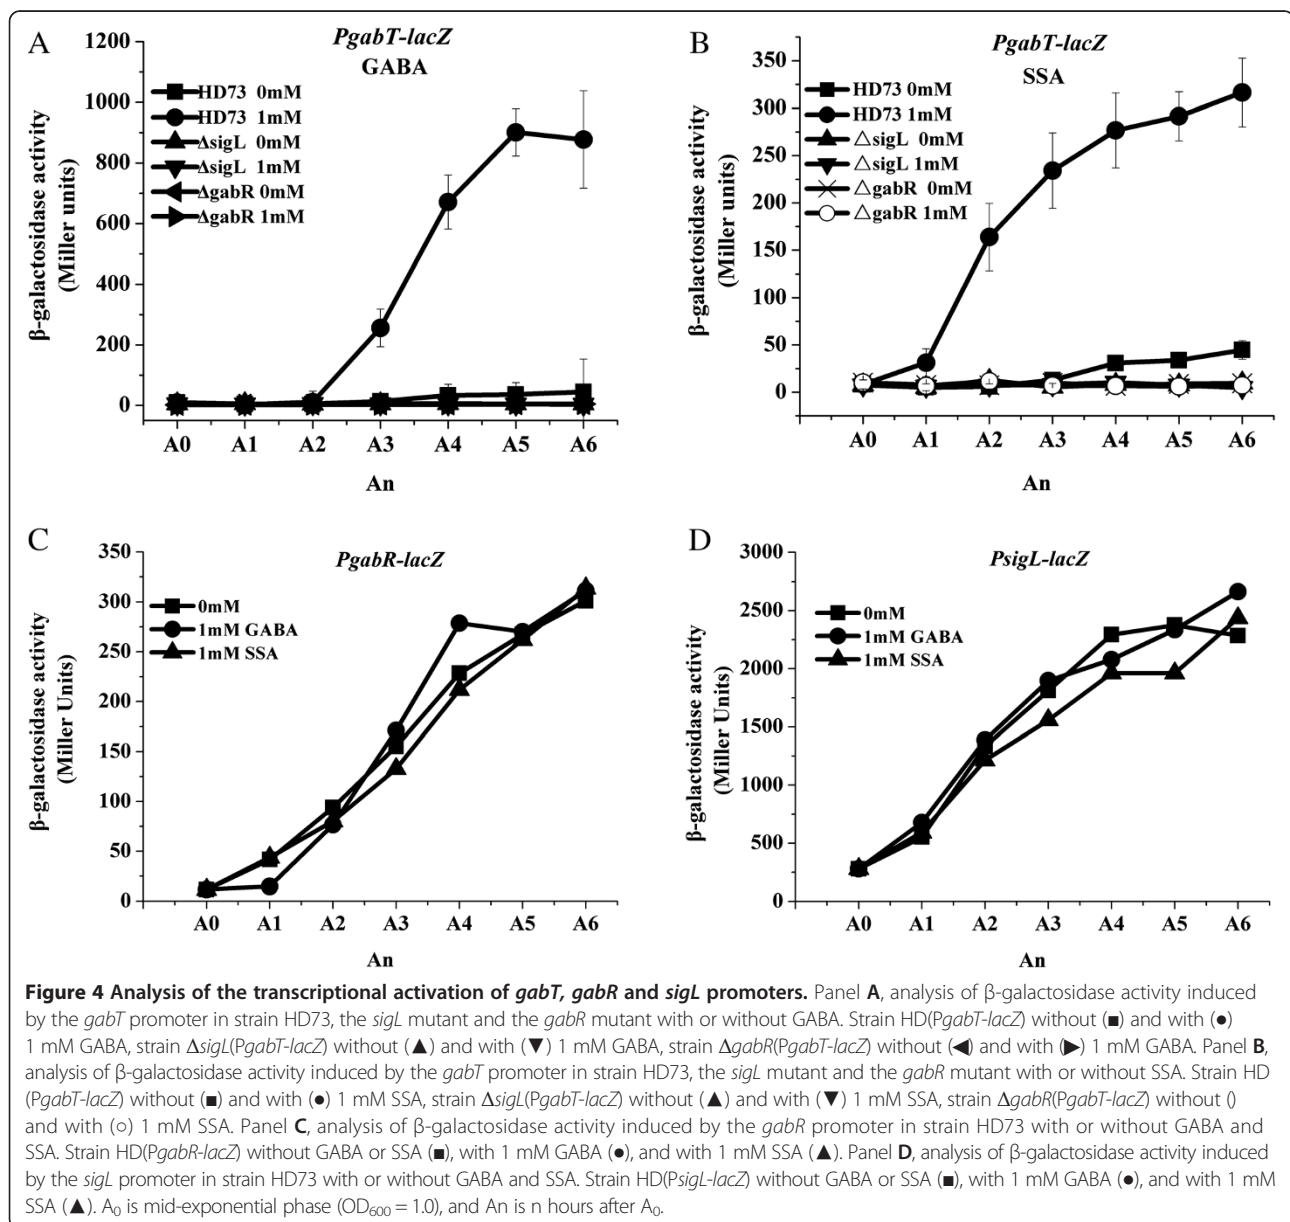 A
PgabT-lacZ
GABA
HD73 0mM
HD73 1mM
ΔsigL 0mM
ΔsigL 1mM
ΔgabR 0mM
ΔgabR 1mM
β-galactosidase activity
(Miller units)
1200
1000
800
600
400
200
0
A0 A1 A2 A3 A4 A5 A6
An
B
PgabT-lacZ
SSA
HD73 0mM
HD73 1mM
△sigL 0mM
△sigL 1mM
△gabR 0mM
△gabR 1mM
β-galactosidase activity
(Miller units)
350
300
250
200
150
100
50
0
A0 A1 A2 A3 A4 A5 A6
An
C
PgabR-lacZ
0mM
1mM GABA
1mM SSA
β-galactosidase activity
(Miller Units)
350
300
250
200
150
100
50
0
A0 A1 A2 A3 A4 A5 A6
An
D
PsigL-lacZ
0mM
1mM GABA
1mM SSA
β-galactosidase activity
(Miller Units)
3000
2500
2000
1500
1000
500
0
A0 A1 A2 A3 A4 A5 A6
An
Figure 4 Analysis of the transcriptional activation of gabT, gabR and sigL promoters. Panel A, analysis of β-galactosidase activity induced
by the gabT promoter in strain HD73, the sigL mutant and the gabR mutant with or without GABA. Strain HD(PgabT-lacZ) without (■) and with (●)
1 mM GABA, strain ΔsigL(PgabT-lacZ) without (▲) and with (▼) 1 mM GABA, strain ΔgabR(PgabT-lacZ) without (◀) and with (▶) 1 mM GABA. Panel B,
analysis of β-galactosidase activity induced by the gabT promoter in strain HD73, the sigL mutant and the gabR mutant with or without SSA. Strain HD
(PgabT-lacZ) without (■) and with (●) 1 mM SSA, strain ΔsigL(PgabT-lacZ) without (▲) and with (▼) 1 mM SSA, strain ΔgabR(PgabT-lacZ) without ()
and with (○) 1 mM SSA. Panel C, analysis of β-galactosidase activity induced by the gabR promoter in strain HD73 with or without GABA and
SSA. Strain HD(PgabR-lacZ) without GABA or SSA (■), with 1 mM GABA (●), and with 1 mM SSA (▲). Panel D, analysis of β-galactosidase activity induced
by the sigL promoter in strain HD73 with or without GABA and SSA. Strain HD(PsigL-lacZ) without GABA or SSA (■), with 1 mM GABA (●), and with 1 mM
SSA (▲). A₀ is mid-exponential phase (OD₆₀₀ = 1.0), and An is n hours after A₀.